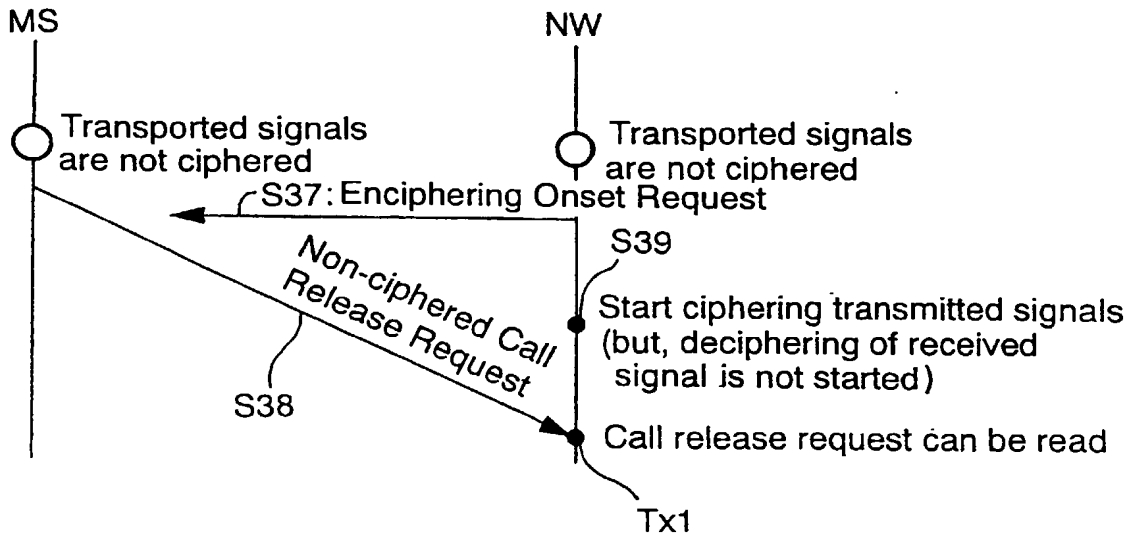 MS
NW
Transported signals
are not ciphered
Transported signals
are not ciphered
S37: Enciphering Onset Request
S39
Non-ciphered Call
Release Request
Start ciphering transmitted signals
(but, deciphering of received
signal is not started)
S38
Call release request can be read
Tx1